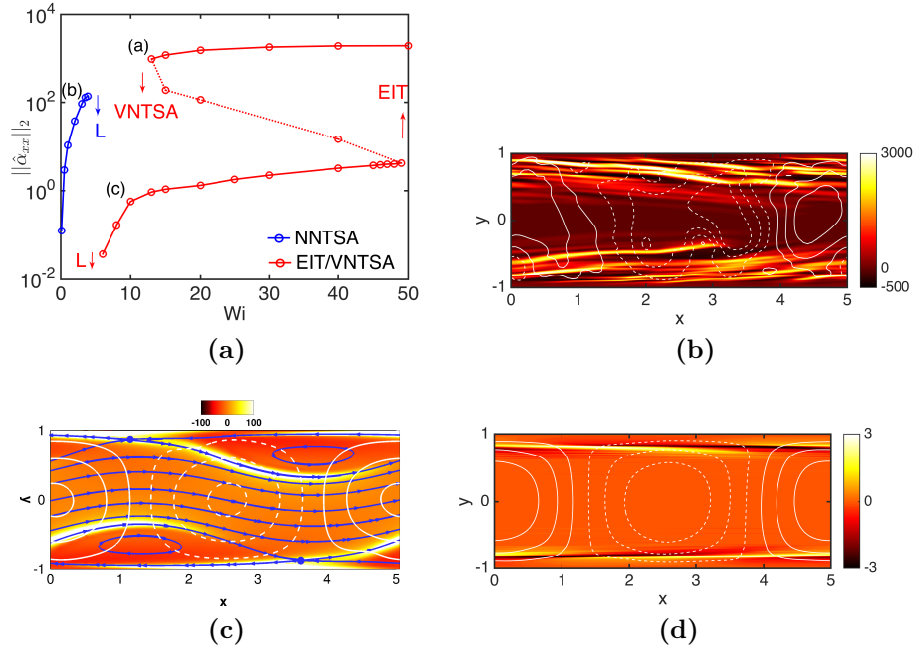 10^2
10^4
10^2
10^0
10^-2
||α̂_xx||_2
(a)
(b)
(c)
L
VNTSA
EIT
L
NNTSA
EIT/VNTSA
0 10 20 30 40 50
Wi
(a)
3000
0
-500
1
0
-1
y
0 1 2 3 4 5
x
(b)
-100 0 100
1
0
-1
y
0 1 2 3 4 5
x
(c)
3
0
-3
1
0
-1
y
0 1 2 3 4 5
x
(d)